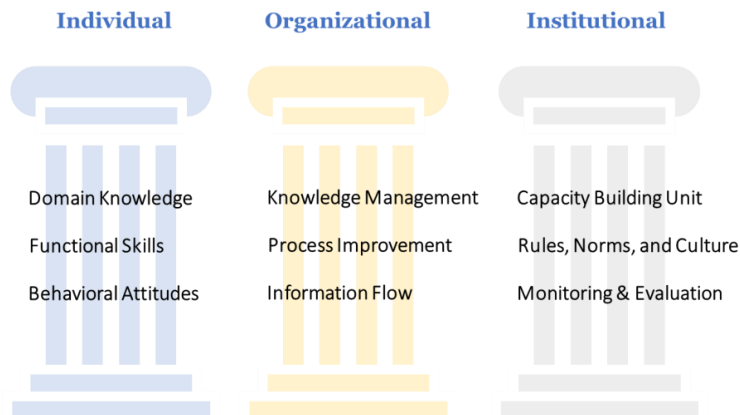 Individual
Organizational
Institutional
Domain Knowledge
Functional Skills
Behavioral Attitudes
Knowledge Management
Process Improvement
Information Flow
Capacity Building Unit
Rules, Norms, and Culture
Monitoring & Evaluation